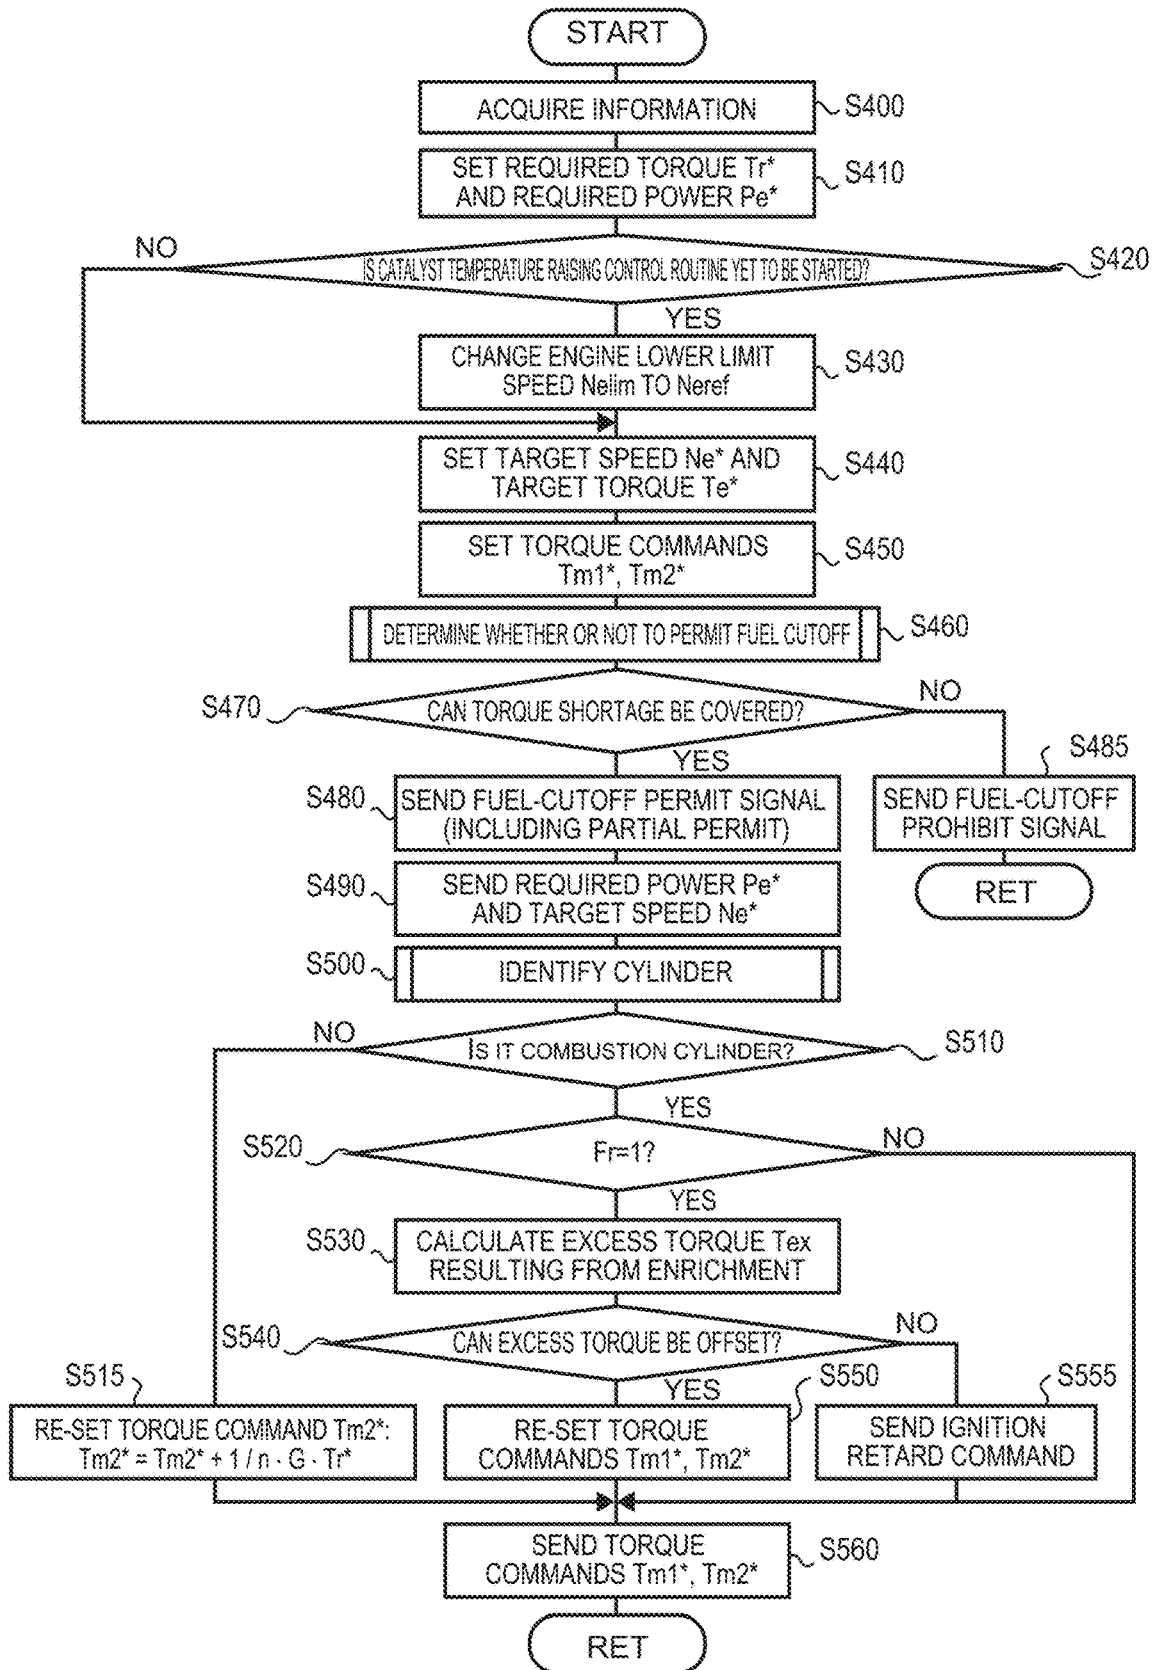 START
ACQUIRE INFORMATION
S400
SET REQUIRED TORQUE Tr*
AND REQUIRED POWER Pe*
S410
NO
IS CATALYST TEMPERATURE RAISING CONTROL ROUTINE YET TO BE STARTED?
S420
YES
CHANGE ENGINE LOWER LIMIT
SPEED Nelim TO Neref
S430
SET TARGET SPEED Ne* AND
TARGET TORQUE Te*
S440
SET TORQUE COMMANDS
Tm1*, Tm2*
S450
DETERMINE WHETHER OR NOT TO PERMIT FUEL CUTOFF
S460
S470
CAN TORQUE SHORTAGE BE COVERED?
NO
YES
S485
S480
SEND FUEL-CUTOFF PERMIT SIGNAL
(INCLUDING PARTIAL PERMIT)
SEND FUEL-CUTOFF
PROHIBIT SIGNAL
S490
SEND REQUIRED POWER Pe*
AND TARGET SPEED Ne*
RET
S500
IDENTIFY CYLINDER
NO
IS IT COMBUSTION CYLINDER?
S510
YES
S520
Fr=1?
NO
YES
S530
CALCULATE EXCESS TORQUE Tex
RESULTING FROM ENRICHMENT
S540
CAN EXCESS TORQUE BE OFFSET?
NO
S515
YES
S550
S555
RE-SET TORQUE COMMAND Tm2*:
Tm2* = Tm2* + 1 / n · G · Tr*
RE-SET TORQUE
COMMANDS Tm1*, Tm2*
SEND IGNITION
RETARD COMMAND
SEND TORQUE
COMMANDS Tm1*, Tm2*
S560
RET